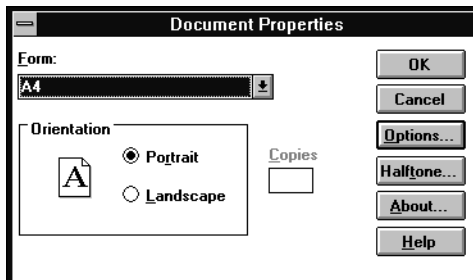 Document Properties
Form:
A4
Orientation
A
Portrait
Landscape
Copies
OK
Cancel
Options...
Halftone...
About...
Help